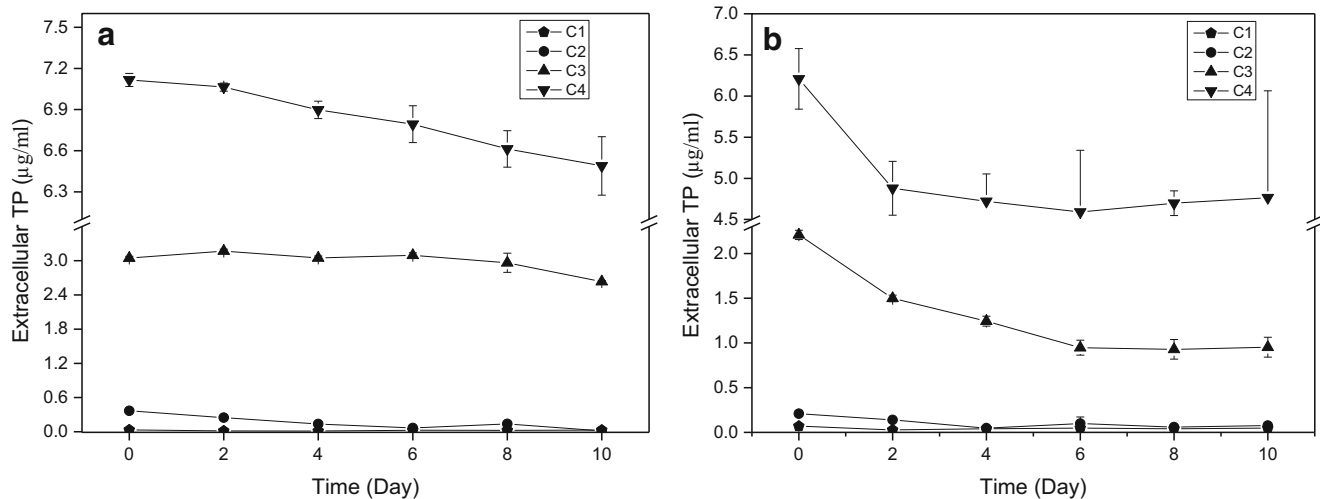 a
C1
C2
C3
C4
Extracellular TP (µg/ml)
7.5
7.2
6.9
6.6
6.3
3.0
2.4
1.8
1.2
0.6
0.0
0 2 4 6 8 10
Time (Day)
b
C1
C2
C3
C4
Extracellular TP (µg/ml)
7.0
6.5
6.0
5.5
5.0
4.5
2.0
1.5
1.0
0.5
0.0
0 2 4 6 8 10
Time (Day)